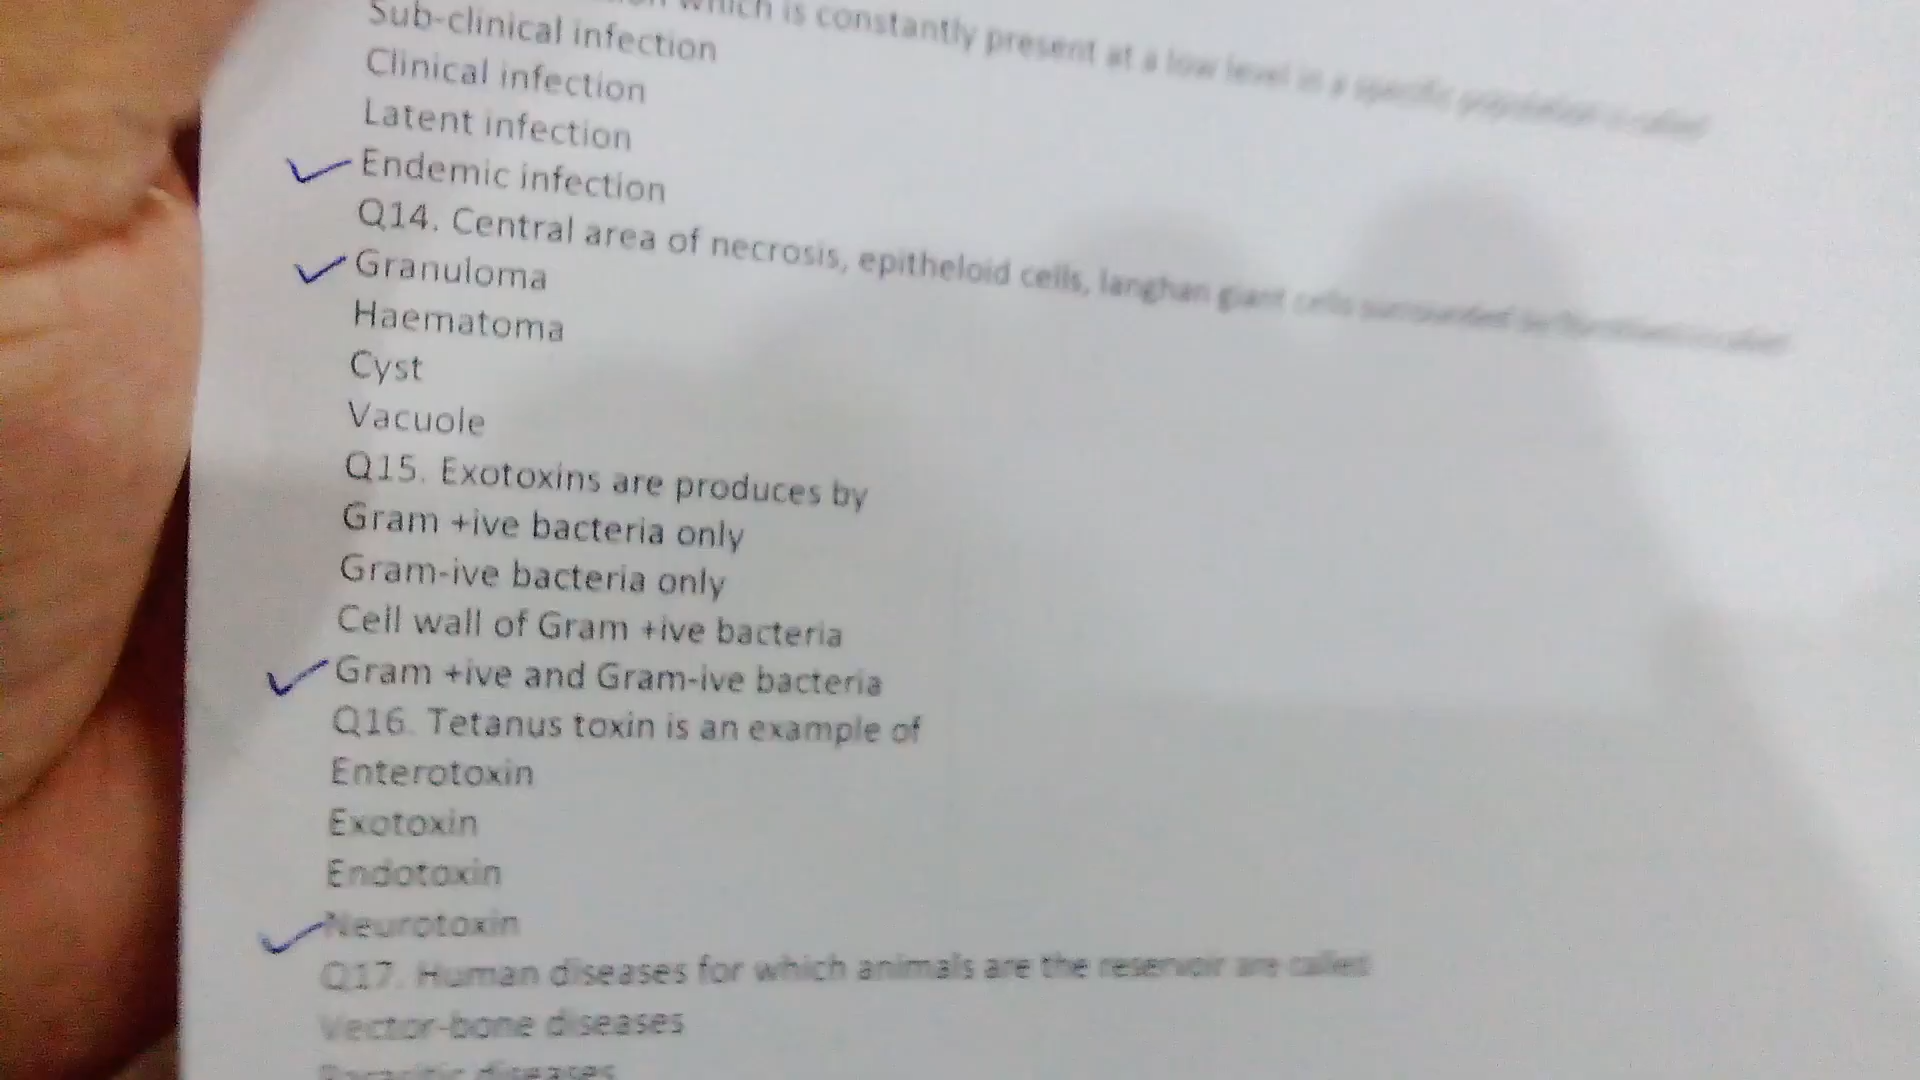 which is constantly present at a low level in a specific population is called
Sub-clinical infection
Clinical infection
Latent infection
Endemic infection
Q14. Central area of necrosis, epitheloid cells, langhan giant cells surrounded by
Granuloma
Haematoma
Cyst
Vacuole
Q15. Exotoxins are produces by
Gram +ive bacteria only
Gram-ive bacteria only
Cell wall of Gram +ive bacteria
Gram +ive and Gram-ive bacteria
Q16. Tetanus toxin is an example of
Enterotoxin
Exotoxin
Endotoxin
Neurotoxin
Q17. Human diseases for which animals are the reservoir are called
Vector-bone diseases
Parasitic diseases